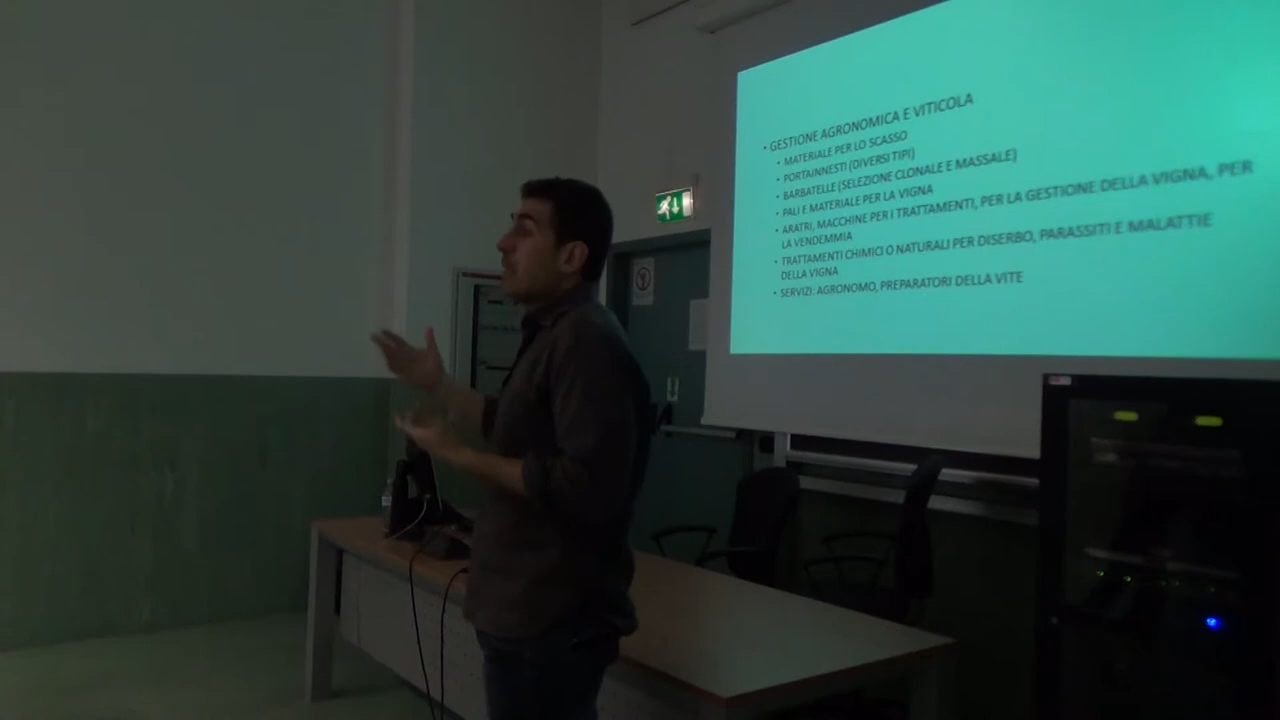 • GESTIONE AGRONOMICA E VITICOLA
• MATERIALE PER LO SCASSO
• PORTAINNESTI (DIVERSI TIPI)
• BARBATELLE (SELEZIONE CLONALE E MASSALE)
• PALI E MATERIALE PER LA VIGNA
• ARATRI, MACCHINE PER I TRATTAMENTI, PER LA GESTIONE DELLA VIGNA, PER
LA VENDEMMIA
• TRATTAMENTI CHIMICI O NATURALI PER DISERBO, PARASSITI E MALATTIE
DELLA VIGNA
• SERVIZI: AGRONOMO, PREPARATORI DELLA VITE